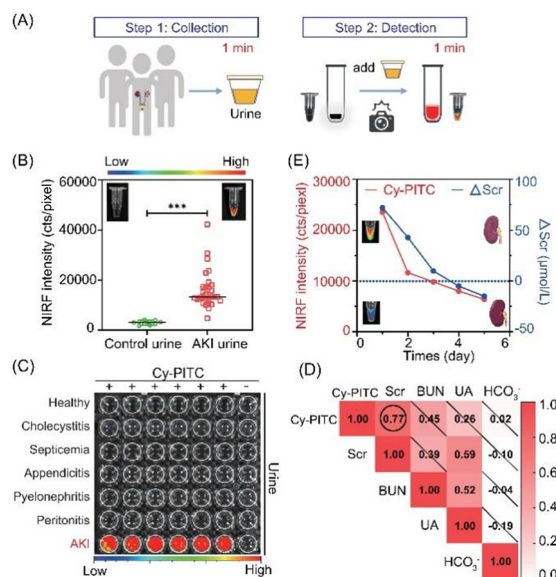 (A)
Step 1: Collection
1 min
Urine
Step 2: Detection
1 min
add
(B)
Low
High
NIRF intensity (cts/pixel)
60000
40000
20000
0
***
Control urine
AKI urine
(E)
Cy-PITC
ΔScr
NIRF intensity (cts/piexl)
30000
20000
10000
0
100
50
0
-50
ΔScr (μmol/L)
0
1
2
3
4
5
6
Times (day)
(C)
Cy-PITC
+ + + + + + -
Healthy
Cholecystitis
Septicemia
Appendicitis
Pyelonephritis
Peritonitis
AKI
Urine
Low
High
(D)
Cy-PITC Scr BUN UA HCO₃⁻
Cy-PITC 1.00 0.77 0.45 0.26 0.02
Scr 1.00 0.39 0.59 -0.10
BUN 1.00 0.52 -0.04
UA 1.00 -0.19
HCO₃⁻ 1.00
1.0
0.8
0.6
0.4
0.2
0